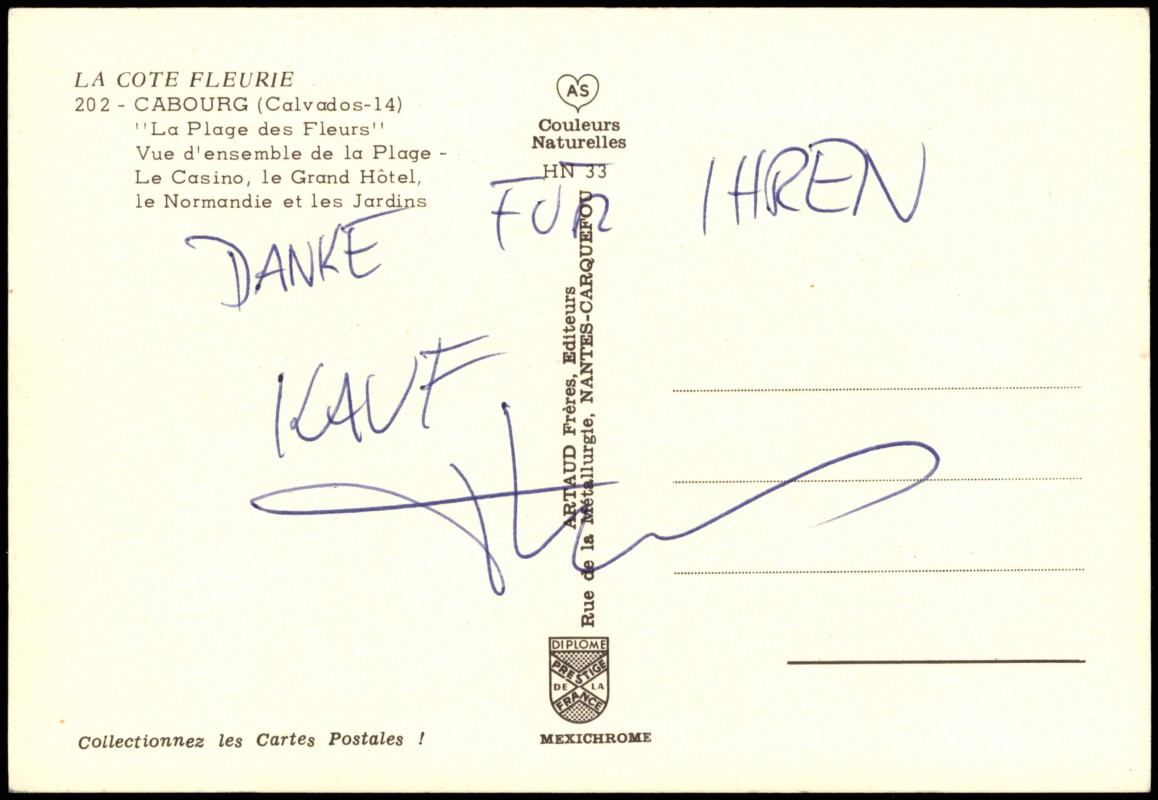 LA COTE FLEURIE
202 - CABOURG (Calvados-14)
"La Plage des Fleurs"
Vue d'ensemble de la Plage -
Le Casino, le Grand Hôtel,
le Normandie et les Jardins
AS
Couleurs
Naturelles
HN 33
DANKE FÜR IHREN
KAUF
ARTAUD Frères, Editeurs
Rue de la Métallurgie, NANTES-CARQUEFOU
DIPLOME
PRESTIGE
DE LA
FRANCE
MEXICHROME
Collectionnez les Cartes Postales !